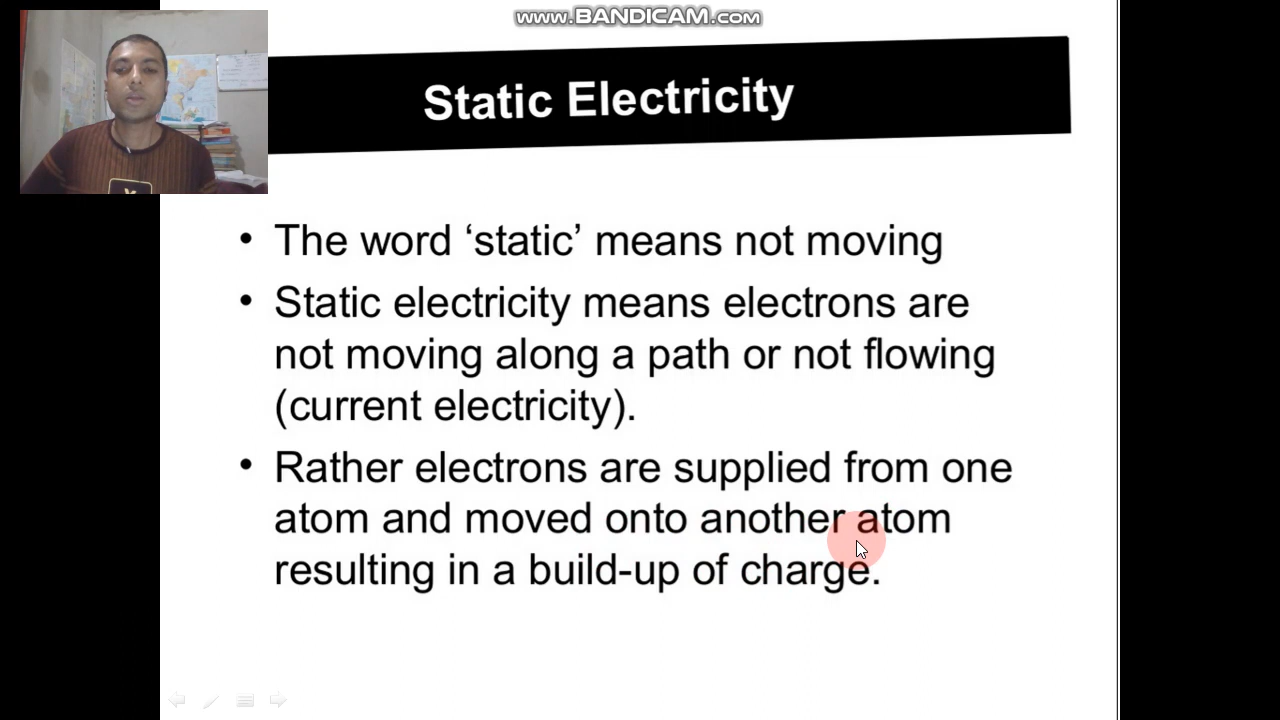 www.BANDICAM.com
Static Electricity
• The word ‘static’ means not moving
• Static electricity means electrons are
not moving along a path or not flowing
(current electricity).
• Rather electrons are supplied from one
atom and moved onto another atom
resulting in a build-up of charge.